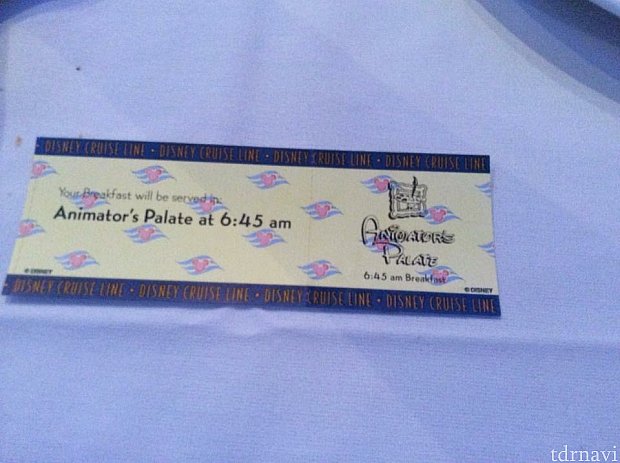 DISNEY CRUISE LINE • DISNEY CRUISE LINE • DISNEY CRUISE LINE • DISNEY CRUISE LINE
Your Breakfast will be served in:
Animator's Palate at 6:45 am
© DISNEY
ANIMATOR'S
PALATE
6:45 am Breakfast
© DISNEY
DISNEY CRUISE LINE • DISNEY CRUISE LINE • DISNEY CRUISE LINE • DISNEY CRUISE LINE
tdrnavi